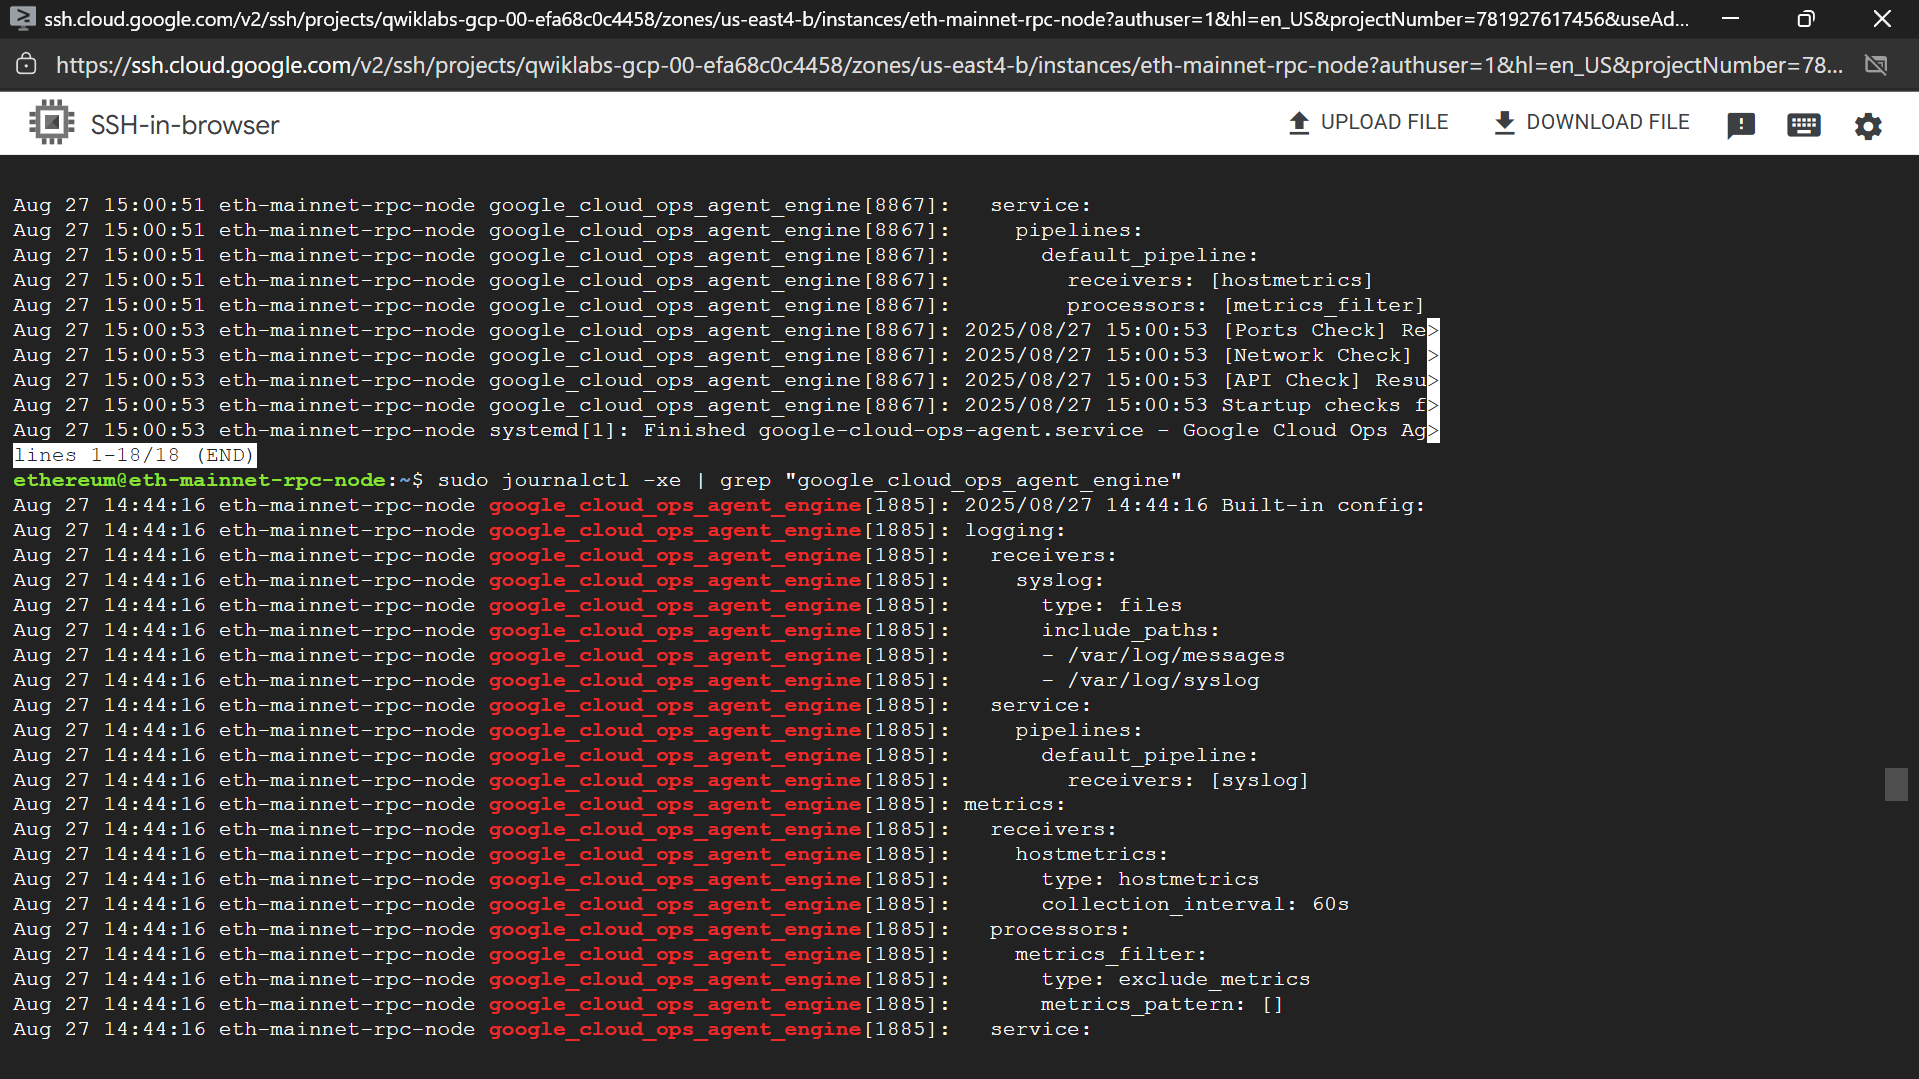 ssh.cloud.google.com/v2/ssh/projects/qwiklabs-gcp-00-efa68c0c4458/zones/us-east4-b/instances/eth-mainnet-rpc-node?authuser=1&hl=en_US&projectNumber=781927617456&useAd...
https://ssh.cloud.google.com/v2/ssh/projects/qwiklabs-gcp-00-efa68c0c4458/zones/us-east4-b/instances/eth-mainnet-rpc-node?authuser=1&hl=en_US&projectNumber=78...
SSH-in-browser UPLOAD FILE DOWNLOAD FILE
Aug 27 15:00:51 eth-mainnet-rpc-node google_cloud_ops_agent_engine[8867]:   service:
Aug 27 15:00:51 eth-mainnet-rpc-node google_cloud_ops_agent_engine[8867]:     pipelines:
Aug 27 15:00:51 eth-mainnet-rpc-node google_cloud_ops_agent_engine[8867]:       default_pipeline:
Aug 27 15:00:51 eth-mainnet-rpc-node google_cloud_ops_agent_engine[8867]:         receivers: [hostmetrics]
Aug 27 15:00:51 eth-mainnet-rpc-node google_cloud_ops_agent_engine[8867]:         processors: [metrics_filter]
Aug 27 15:00:53 eth-mainnet-rpc-node google_cloud_ops_agent_engine[8867]: 2025/08/27 15:00:53 [Ports Check] Re>
Aug 27 15:00:53 eth-mainnet-rpc-node google_cloud_ops_agent_engine[8867]: 2025/08/27 15:00:53 [Network Check] >
Aug 27 15:00:53 eth-mainnet-rpc-node google_cloud_ops_agent_engine[8867]: 2025/08/27 15:00:53 [API Check] Resu>
Aug 27 15:00:53 eth-mainnet-rpc-node google_cloud_ops_agent_engine[8867]: 2025/08/27 15:00:53 Startup checks f>
Aug 27 15:00:53 eth-mainnet-rpc-node systemd[1]: Finished google-cloud-ops-agent.service - Google Cloud Ops Ag>
lines 1-18/18 (END)
ethereum@eth-mainnet-rpc-node:~$ sudo journalctl -xe | grep "google_cloud_ops_agent_engine"
Aug 27 14:44:16 eth-mainnet-rpc-node google_cloud_ops_agent_engine[1885]: 2025/08/27 14:44:16 Built-in config:
Aug 27 14:44:16 eth-mainnet-rpc-node google_cloud_ops_agent_engine[1885]: logging:
Aug 27 14:44:16 eth-mainnet-rpc-node google_cloud_ops_agent_engine[1885]:   receivers:
Aug 27 14:44:16 eth-mainnet-rpc-node google_cloud_ops_agent_engine[1885]:     syslog:
Aug 27 14:44:16 eth-mainnet-rpc-node google_cloud_ops_agent_engine[1885]:       type: files
Aug 27 14:44:16 eth-mainnet-rpc-node google_cloud_ops_agent_engine[1885]:       include_paths:
Aug 27 14:44:16 eth-mainnet-rpc-node google_cloud_ops_agent_engine[1885]:       - /var/log/messages
Aug 27 14:44:16 eth-mainnet-rpc-node google_cloud_ops_agent_engine[1885]:       - /var/log/syslog
Aug 27 14:44:16 eth-mainnet-rpc-node google_cloud_ops_agent_engine[1885]:   service:
Aug 27 14:44:16 eth-mainnet-rpc-node google_cloud_ops_agent_engine[1885]:     pipelines:
Aug 27 14:44:16 eth-mainnet-rpc-node google_cloud_ops_agent_engine[1885]:       default_pipeline:
Aug 27 14:44:16 eth-mainnet-rpc-node google_cloud_ops_agent_engine[1885]:         receivers: [syslog]
Aug 27 14:44:16 eth-mainnet-rpc-node google_cloud_ops_agent_engine[1885]: metrics:
Aug 27 14:44:16 eth-mainnet-rpc-node google_cloud_ops_agent_engine[1885]:   receivers:
Aug 27 14:44:16 eth-mainnet-rpc-node google_cloud_ops_agent_engine[1885]:     hostmetrics:
Aug 27 14:44:16 eth-mainnet-rpc-node google_cloud_ops_agent_engine[1885]:       type: hostmetrics
Aug 27 14:44:16 eth-mainnet-rpc-node google_cloud_ops_agent_engine[1885]:       collection_interval: 60s
Aug 27 14:44:16 eth-mainnet-rpc-node google_cloud_ops_agent_engine[1885]:   processors:
Aug 27 14:44:16 eth-mainnet-rpc-node google_cloud_ops_agent_engine[1885]:     metrics_filter:
Aug 27 14:44:16 eth-mainnet-rpc-node google_cloud_ops_agent_engine[1885]:       type: exclude_metrics
Aug 27 14:44:16 eth-mainnet-rpc-node google_cloud_ops_agent_engine[1885]:       metrics_pattern: []
Aug 27 14:44:16 eth-mainnet-rpc-node google_cloud_ops_agent_engine[1885]:   service: